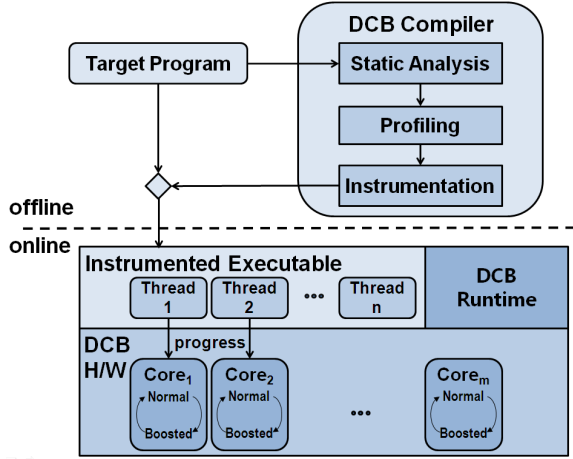 DCB Compiler
Target Program
Static Analysis
Profiling
Instrumentation
offline
online
Instrumented Executable
Thread
1
Thread
2
•••
Thread
n
DCB
Runtime
DCB
H/W
progress
Core₁
Normal
Boosted
Core₂
Normal
Boosted
•••
Coreₘ
Normal
Boosted